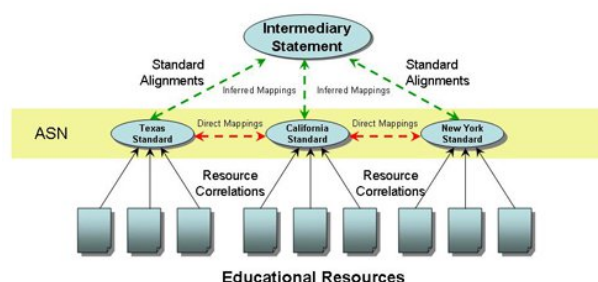 Intermediary
Statement
Standard
Alignments
Standard
Alignments
Inferred Mappings
Inferred Mappings
ASN
Texas
Standard
Direct Mappings
California
Standard
Direct Mappings
New York
Standard
Resource
Correlations
Resource
Correlations
Educational Resources